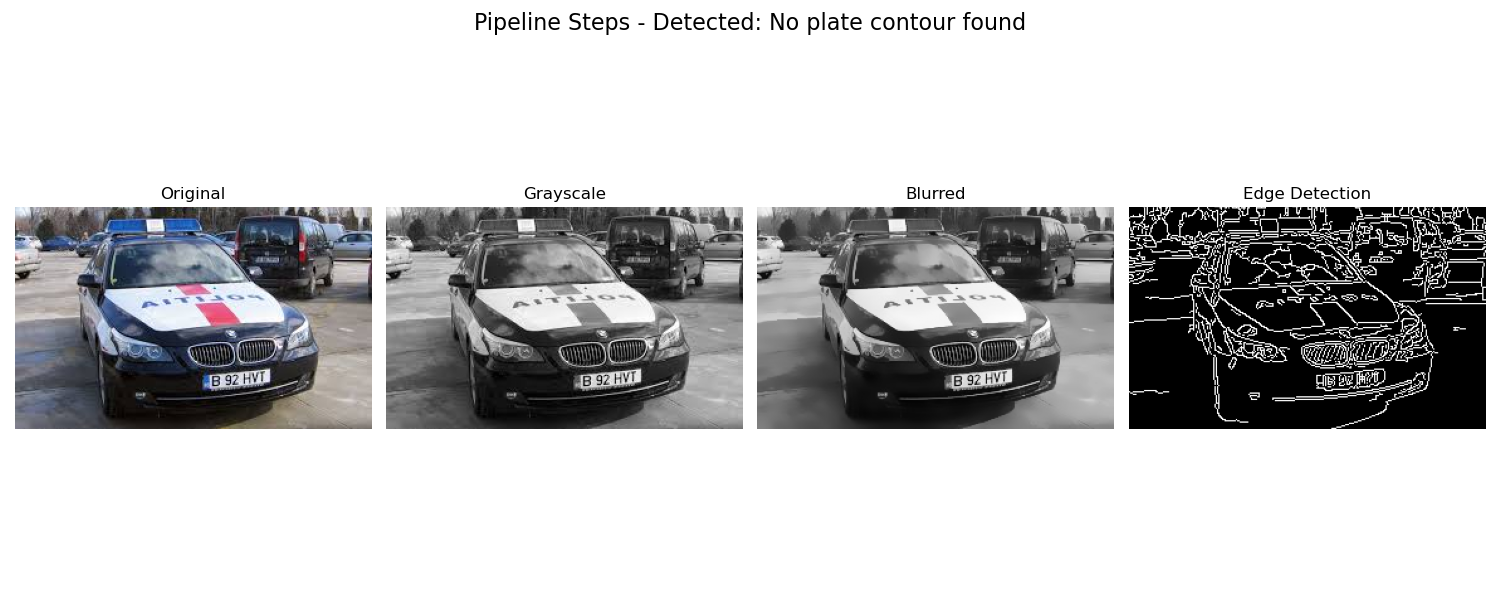 Pipeline Steps - Detected: No plate contour found
Original
POLITIA
B 92 HVT
Grayscale
POLITIA
B 92 HVT
Blurred
POLITIA
B 92 HVT
Edge Detection